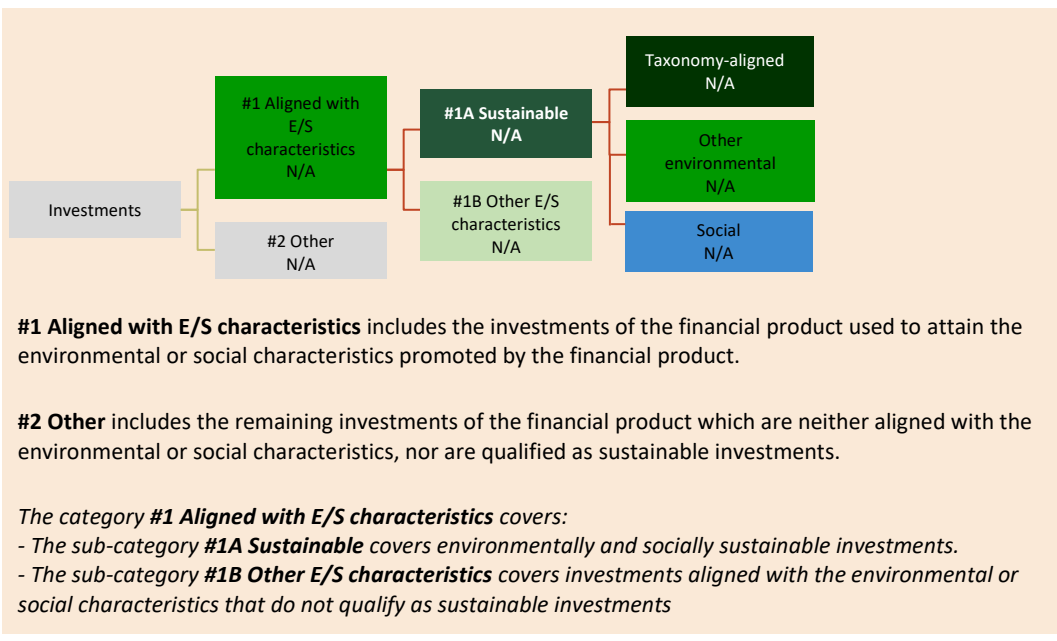 Investments
#1 Aligned with
E/S
characteristics
N/A
#2 Other
N/A
#1A Sustainable
N/A
#1B Other E/S
characteristics
N/A
Taxonomy-aligned
N/A
Other
environmental
N/A
Social
N/A
#1 Aligned with E/S characteristics includes the investments of the financial product used to attain the
environmental or social characteristics promoted by the financial product.
#2 Other includes the remaining investments of the financial product which are neither aligned with the
environmental or social characteristics, nor are qualified as sustainable investments.
The category #1 Aligned with E/S characteristics covers:
- The sub-category #1A Sustainable covers environmentally and socially sustainable investments.
- The sub-category #1B Other E/S characteristics covers investments aligned with the environmental or
social characteristics that do not qualify as sustainable investments